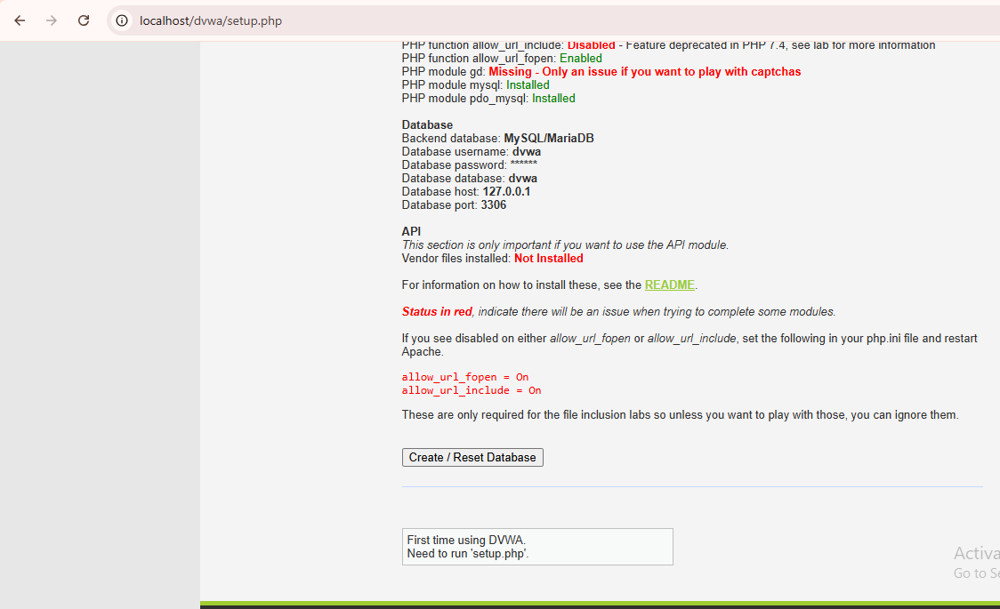 localhost/dvwa/setup.php
PHP function allow_url_include: Disabled - Feature deprecated in PHP 7.4, see lab for more information
PHP function allow_url_fopen: Enabled
PHP module gd: Missing - Only an issue if you want to play with captchas
PHP module mysql: Installed
PHP module pdo_mysql: Installed
Database
Backend database: MySQL/MariaDB
Database username: dvwa
Database password: ******
Database database: dvwa
Database host: 127.0.0.1
Database port: 3306
API
This section is only important if you want to use the API module.
Vendor files installed: Not Installed
For information on how to install these, see the README.
Status in red, indicate there will be an issue when trying to complete some modules.
If you see disabled on either allow_url_fopen or allow_url_include, set the following in your php.ini file and restart
Apache.
allow_url_fopen = On
allow_url_include = On
These are only required for the file inclusion labs so unless you want to play with those, you can ignore them.
Create / Reset Database
First time using DVWA.
Need to run 'setup.php'.
Activa
Go to Se